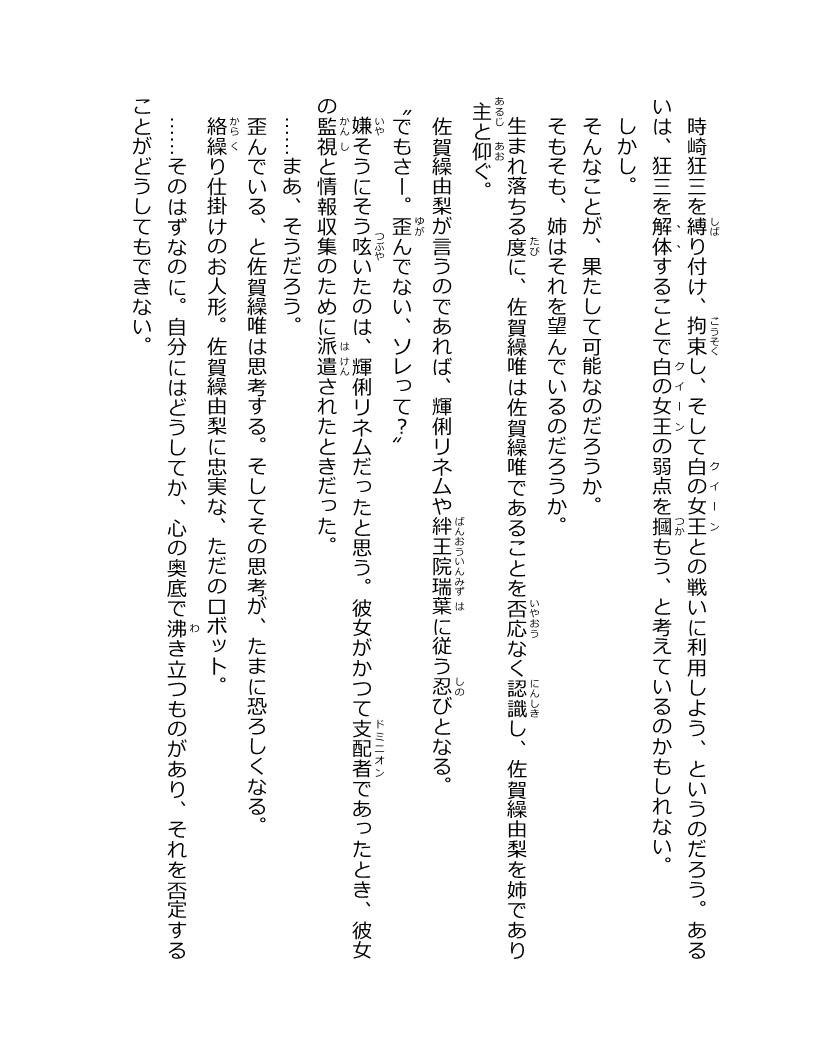 時崎狂三を縛り付け、拘束し、そして白の女王との戦いに利用しよう、というのだろう。ある
いは、狂三を解体することで白の女王の弱点を摑もう、と考えているのかもしれない。
しかし。
そんなことが、果たして可能なのだろうか。
そもそも、姉はそれを望んでいるのだろうか。
生まれ落ちる度に、佐賀繰唯は佐賀繰唯であることを否応なく認識し、佐賀繰由梨を姉であり
主と仰ぐ。
佐賀繰由梨が言うのであれば、輝俐リネムや絆王院瑞葉に従う忍びとなる。
〝でもさー。歪んでない、ソレって?〟
嫌そうにそう呟いたのは、輝俐リネムだったと思う。彼女がかつて支配者であったとき、彼女
の監視と情報収集のために派遣されたときだった。
……まあ、そうだろう。
歪んでいる、と佐賀繰唯は思考する。そしてその思考が、たまに恐ろしくなる。
絡繰り仕掛けのお人形。佐賀繰由梨に忠実な、ただのロボット。
……そのはずなのに。自分にはどうしてか、心の奥底で沸き立つものがあり、それを否定する
ことがどうしてもできない。